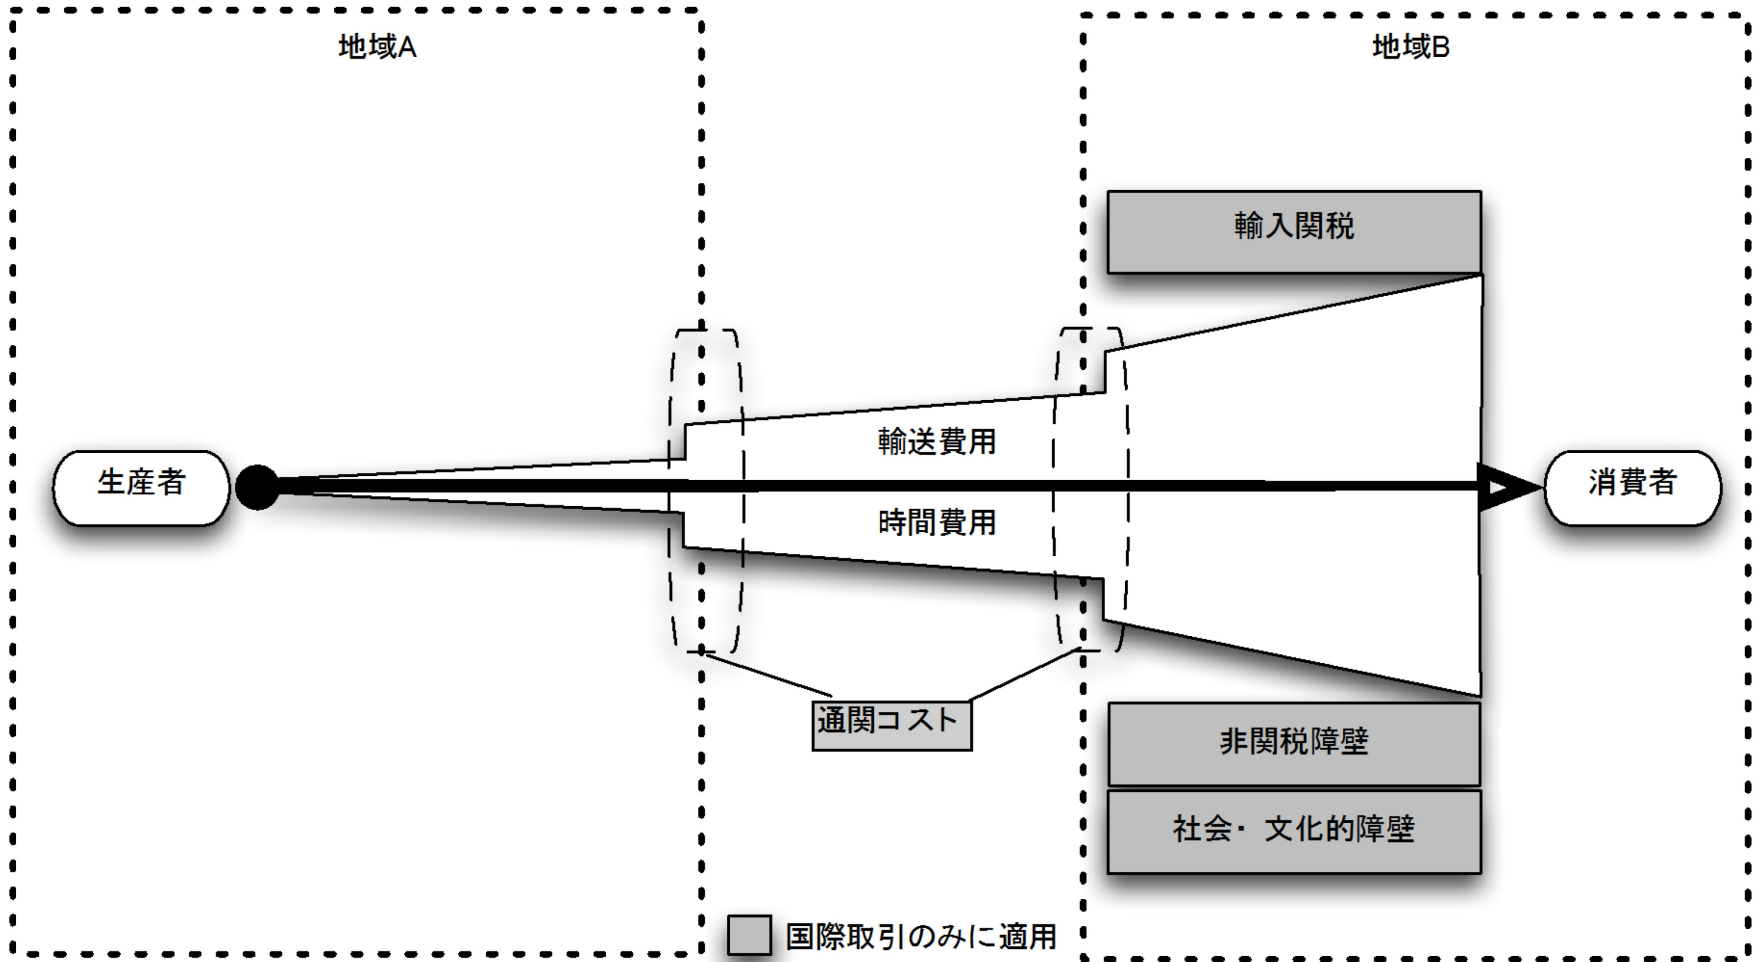 地域A
地域B
輸入関税
輸送費用
生産者
消費者
時間費用
通関コスト
非関税障壁
社会・文化的障壁
国際取引のみに適用